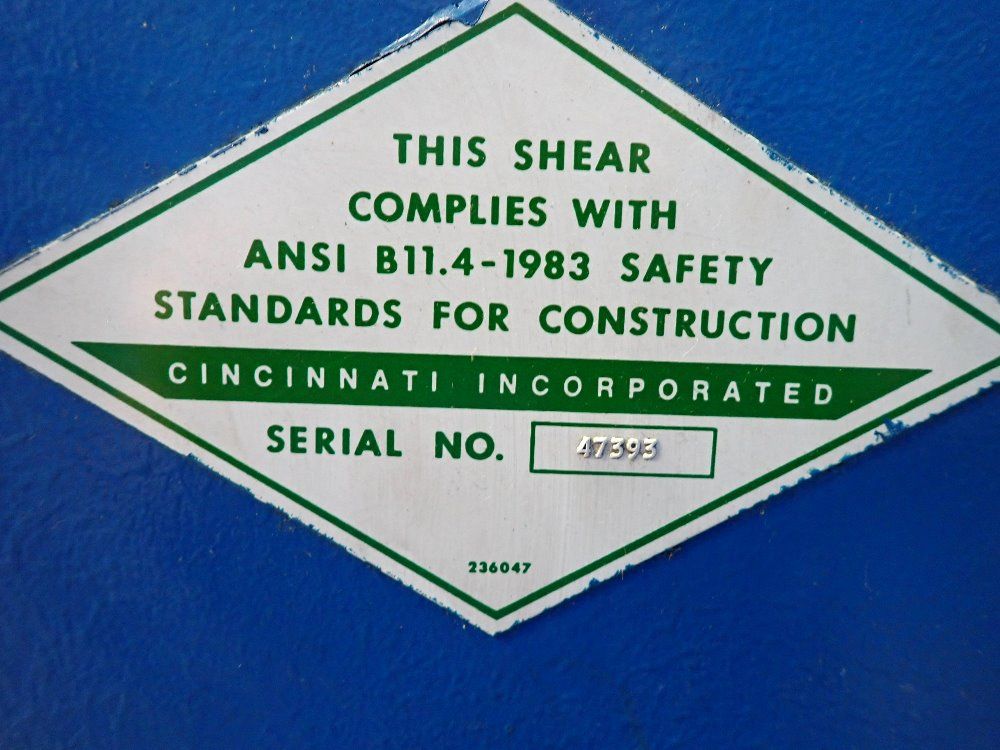 THIS SHEAR
COMPLIES WITH
ANSI B11.4-1983 SAFETY
STANDARDS FOR CONSTRUCTION
CINCINNATI INCORPORATED
SERIAL NO. 47393
236047